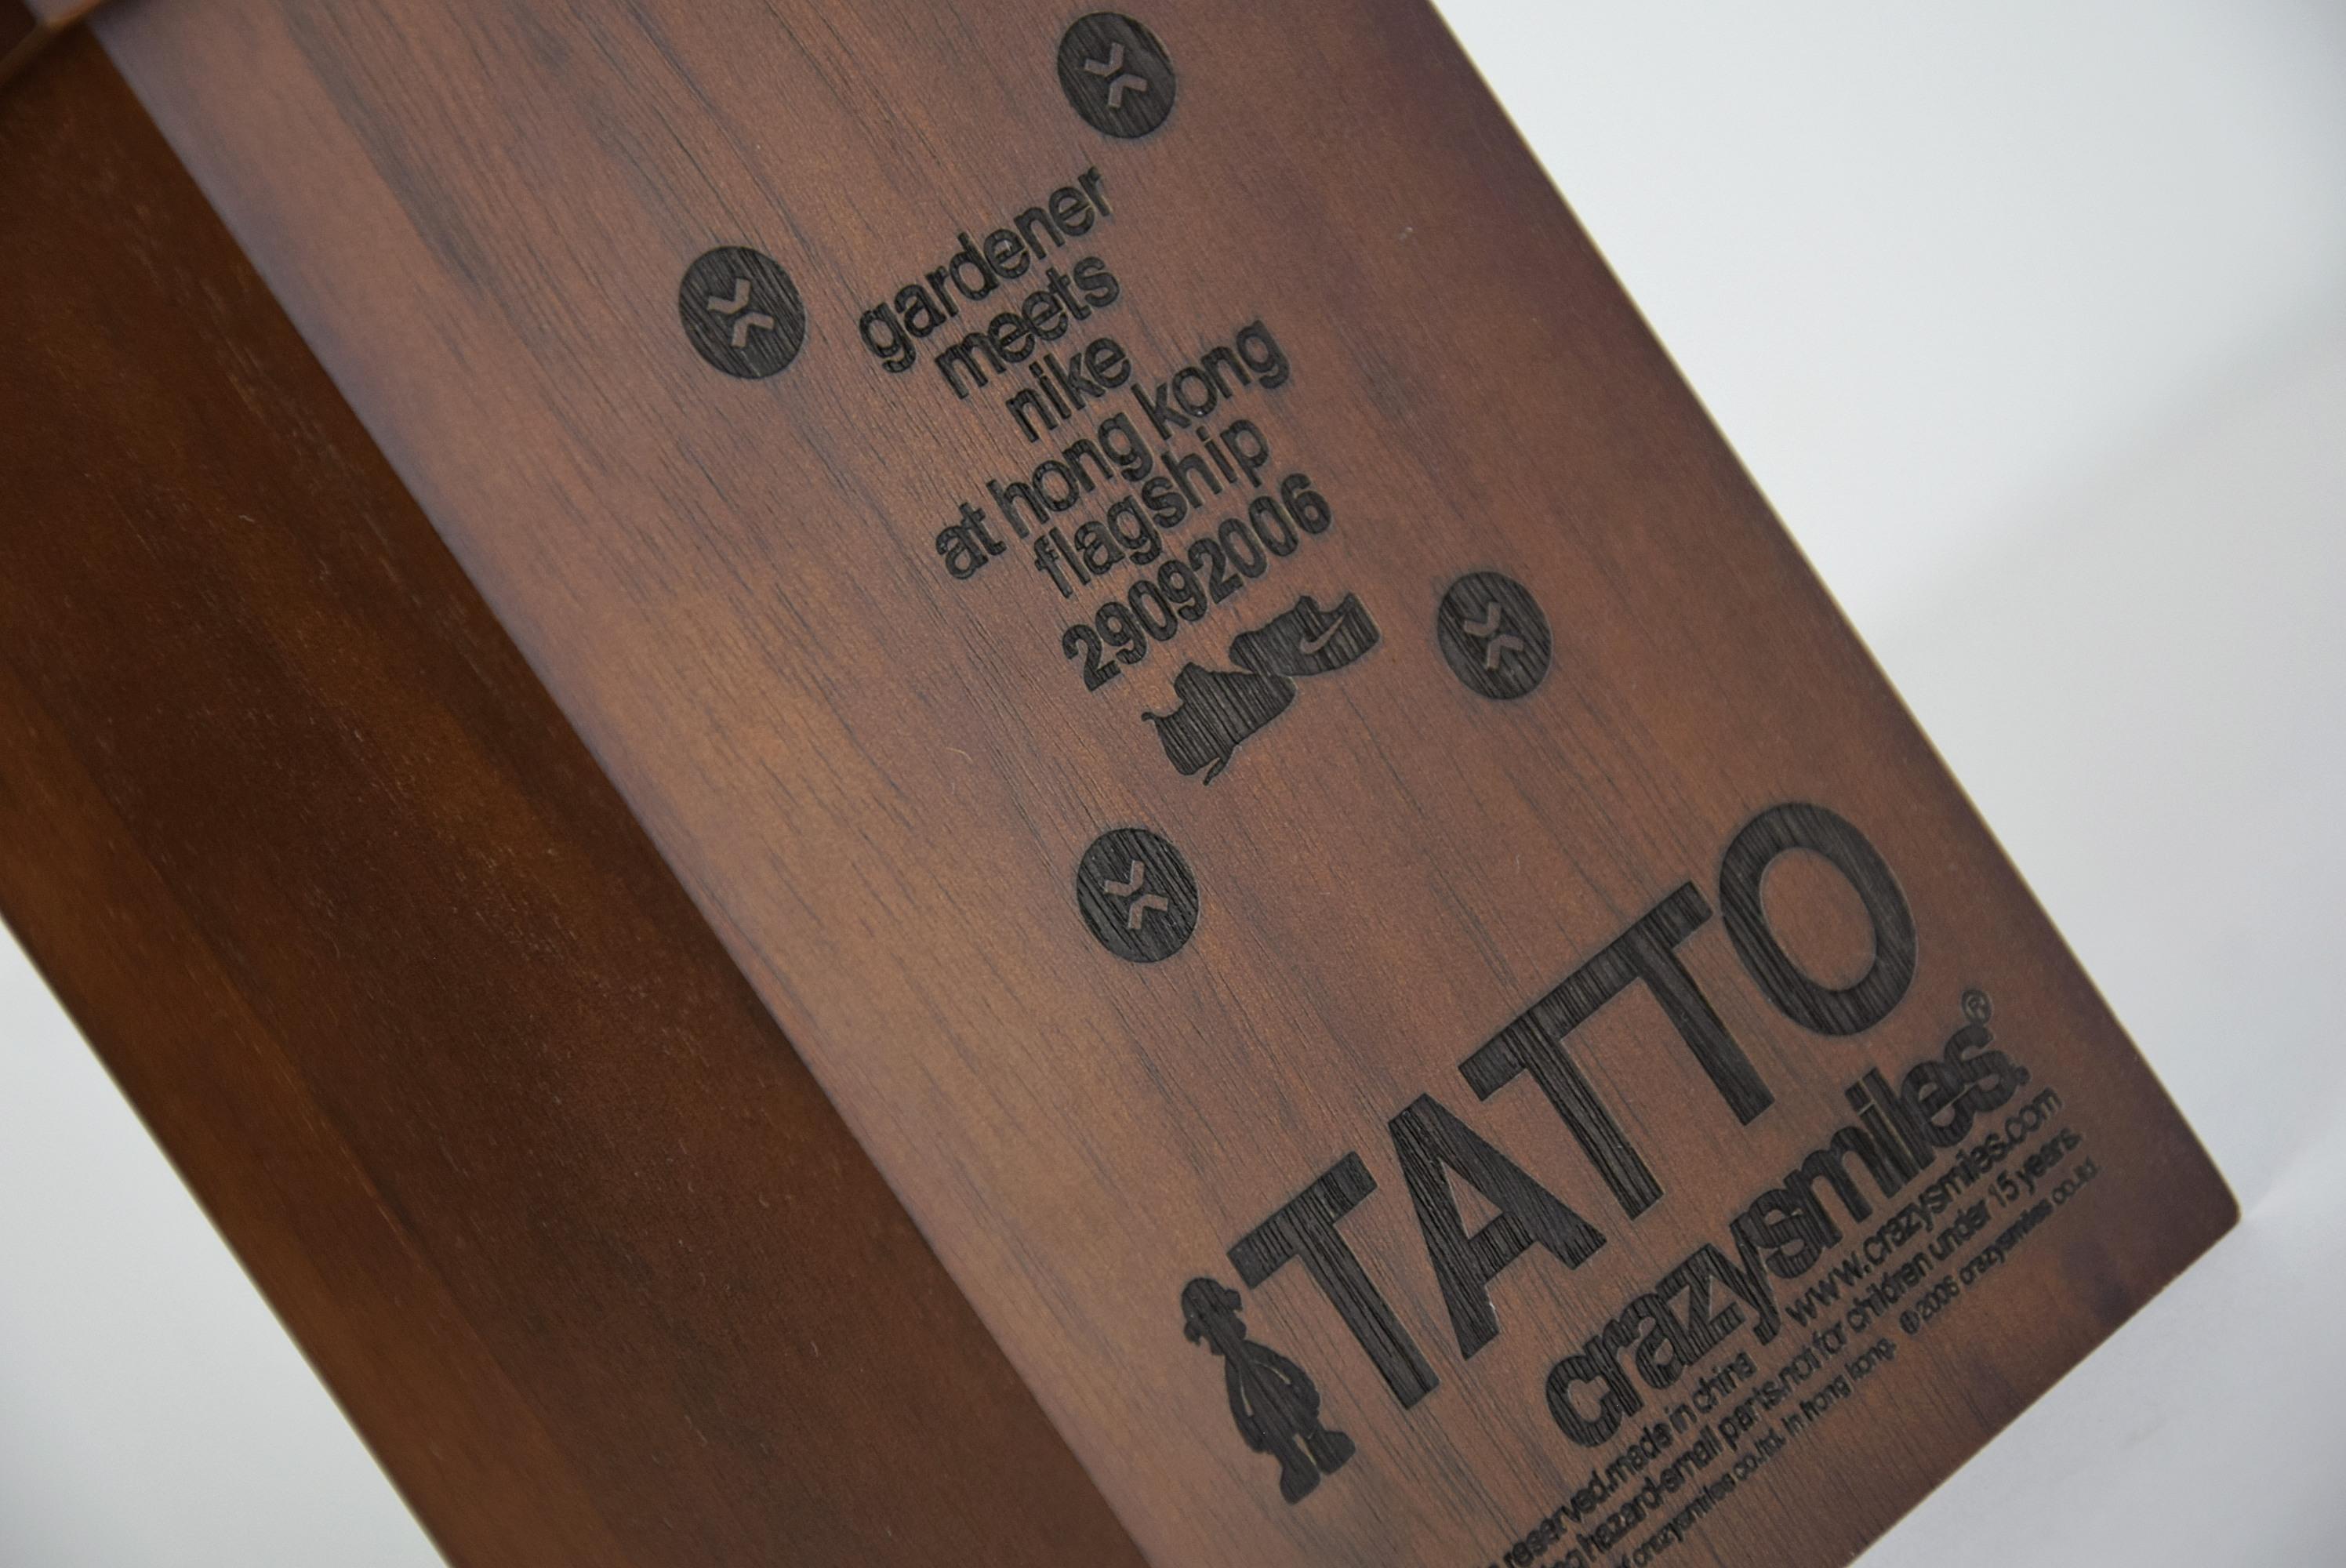 gardener
meets
nike
at hong kong
flagship
29092006
TATTO
crazysmiles.®
www.crazysmiles.com
reserved.made in china
hazard-small parts.not for children under 15 years.
crazysmiles co.ltd. in hong kong. ©2006 crazysmiles co.ltd.